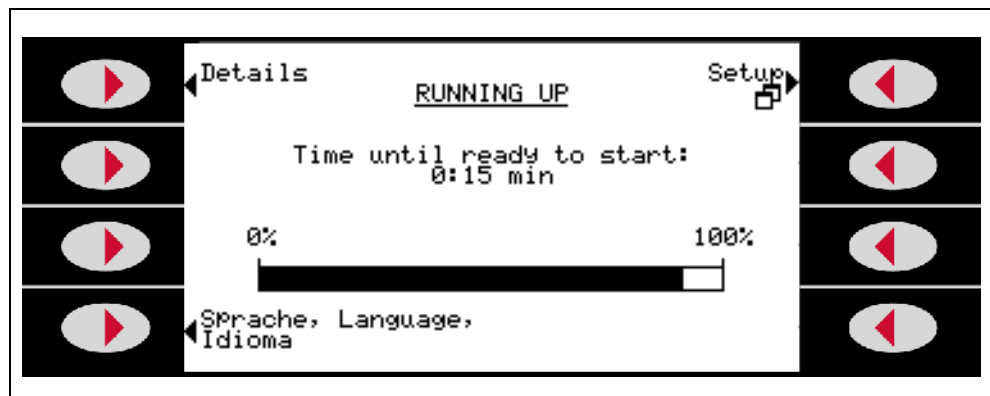 Details
Setup
RUNNING UP
Time until ready to start:
0:15 min
0%
100%
Sprache, Language,
Idioma